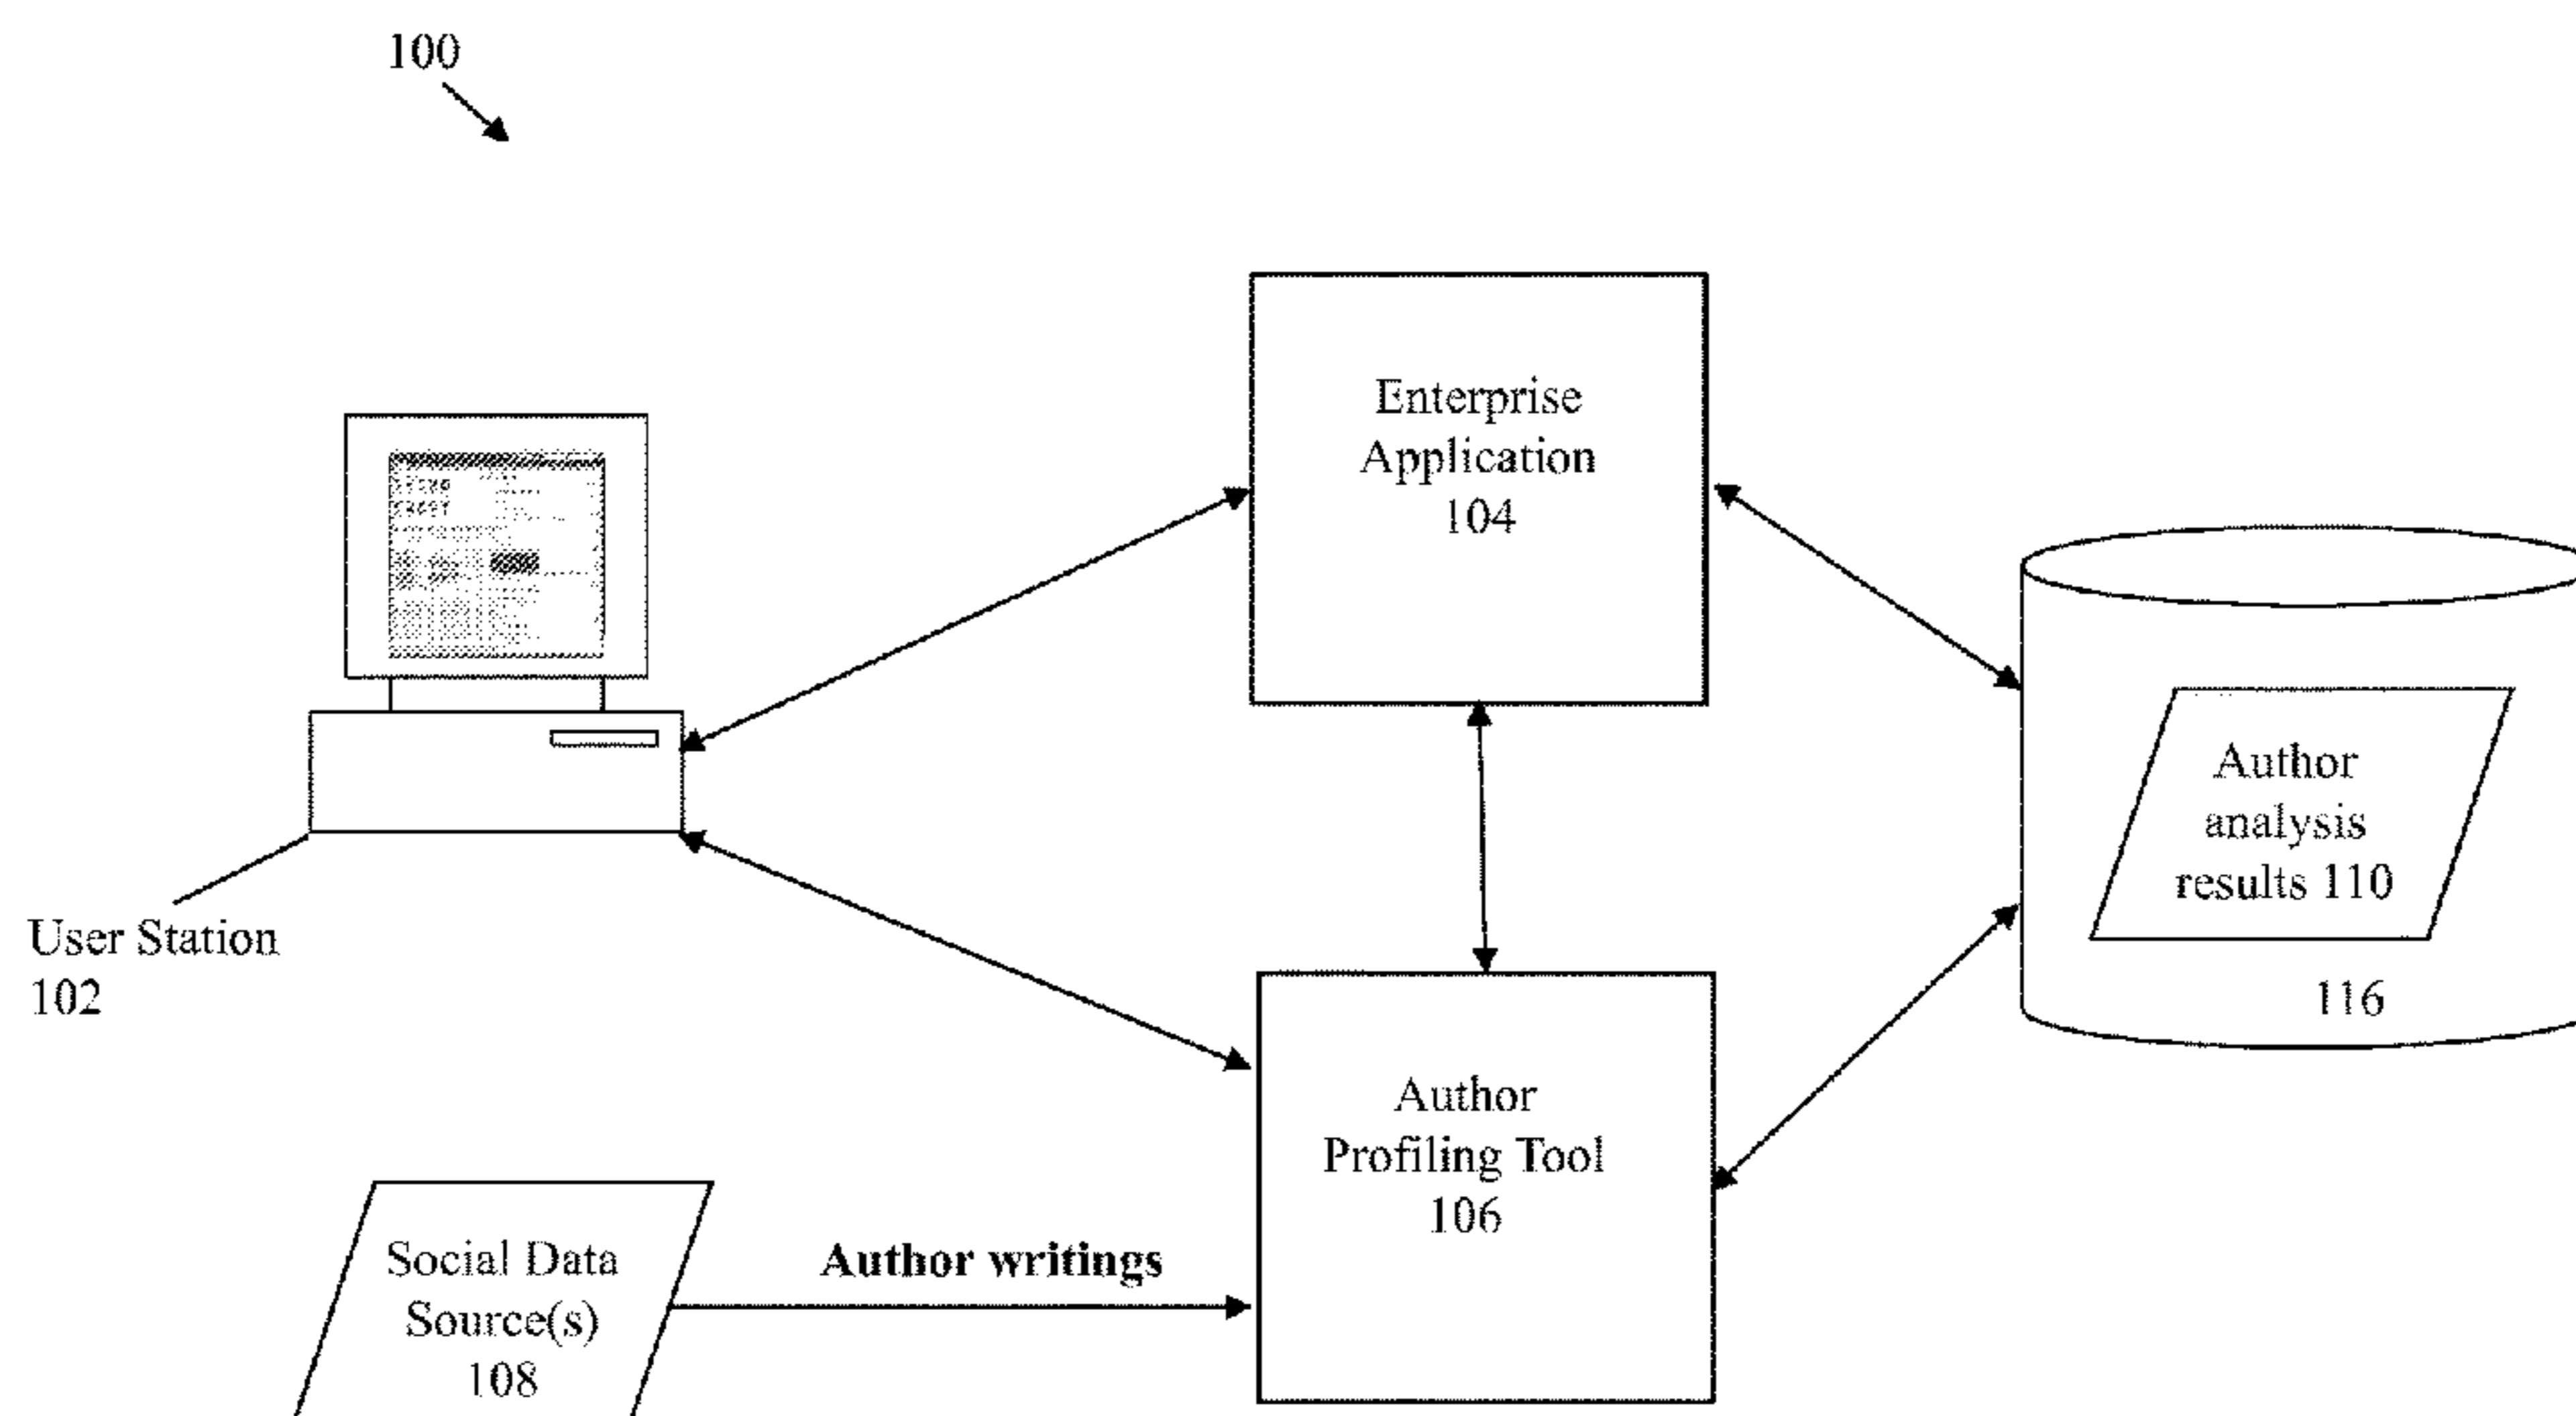 100
Enterprise
Application
104
User Station
102
Author
analysis
results 110
116
Author
Profiling Tool
106
Social Data
Source(s)
108
Author writings